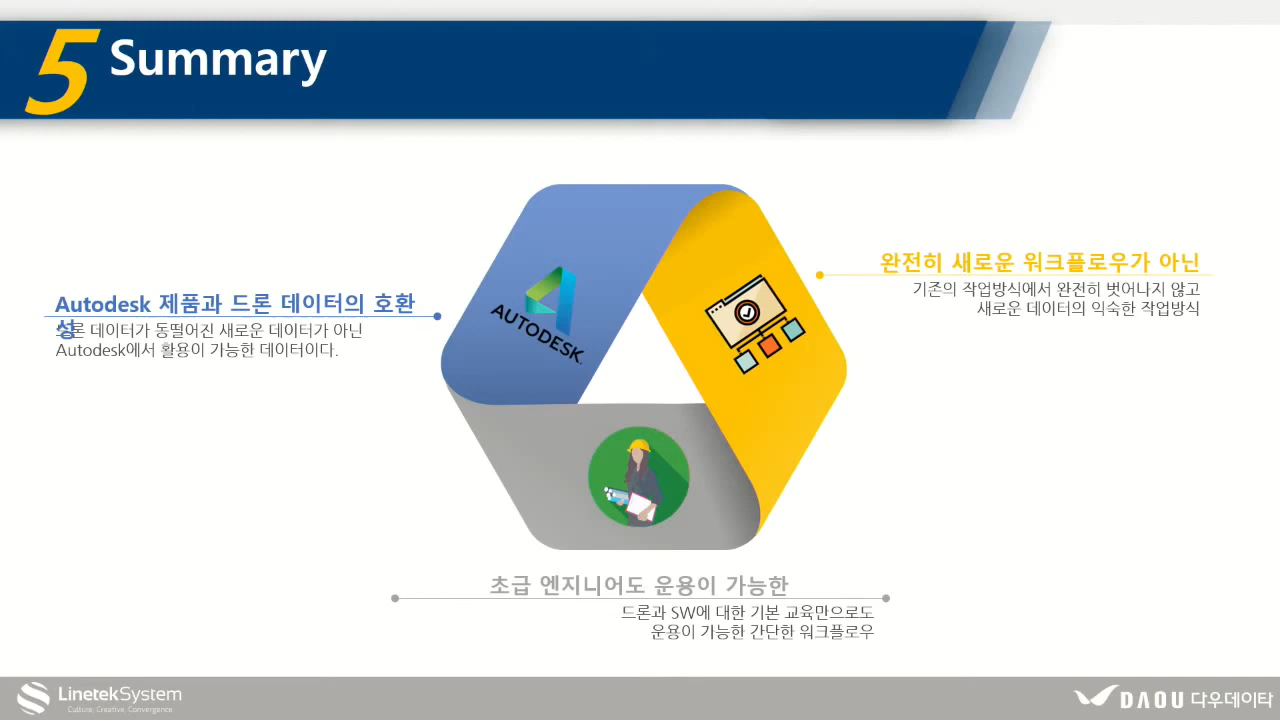 5 Summary
완전히 새로운 워크플로우가 아닌
기존의 작업방식에서 완전히 벗어나지 않고
새로운 데이터의 익숙한 작업방식
Autodesk 제품과 드론 데이터의 호환
성
드론 데이터가 동떨어진 새로운 데이터가 아닌
Autodesk에서 활용이 가능한 데이터이다.
AUTODESK.
초급 엔지니어도 운용이 가능한
드론과 SW에 대한 기본 교육만으로도
운용이 가능한 간단한 워크플로우
LinetekSystem
Culture, Creative, Convergence
DAOU 다우데이타